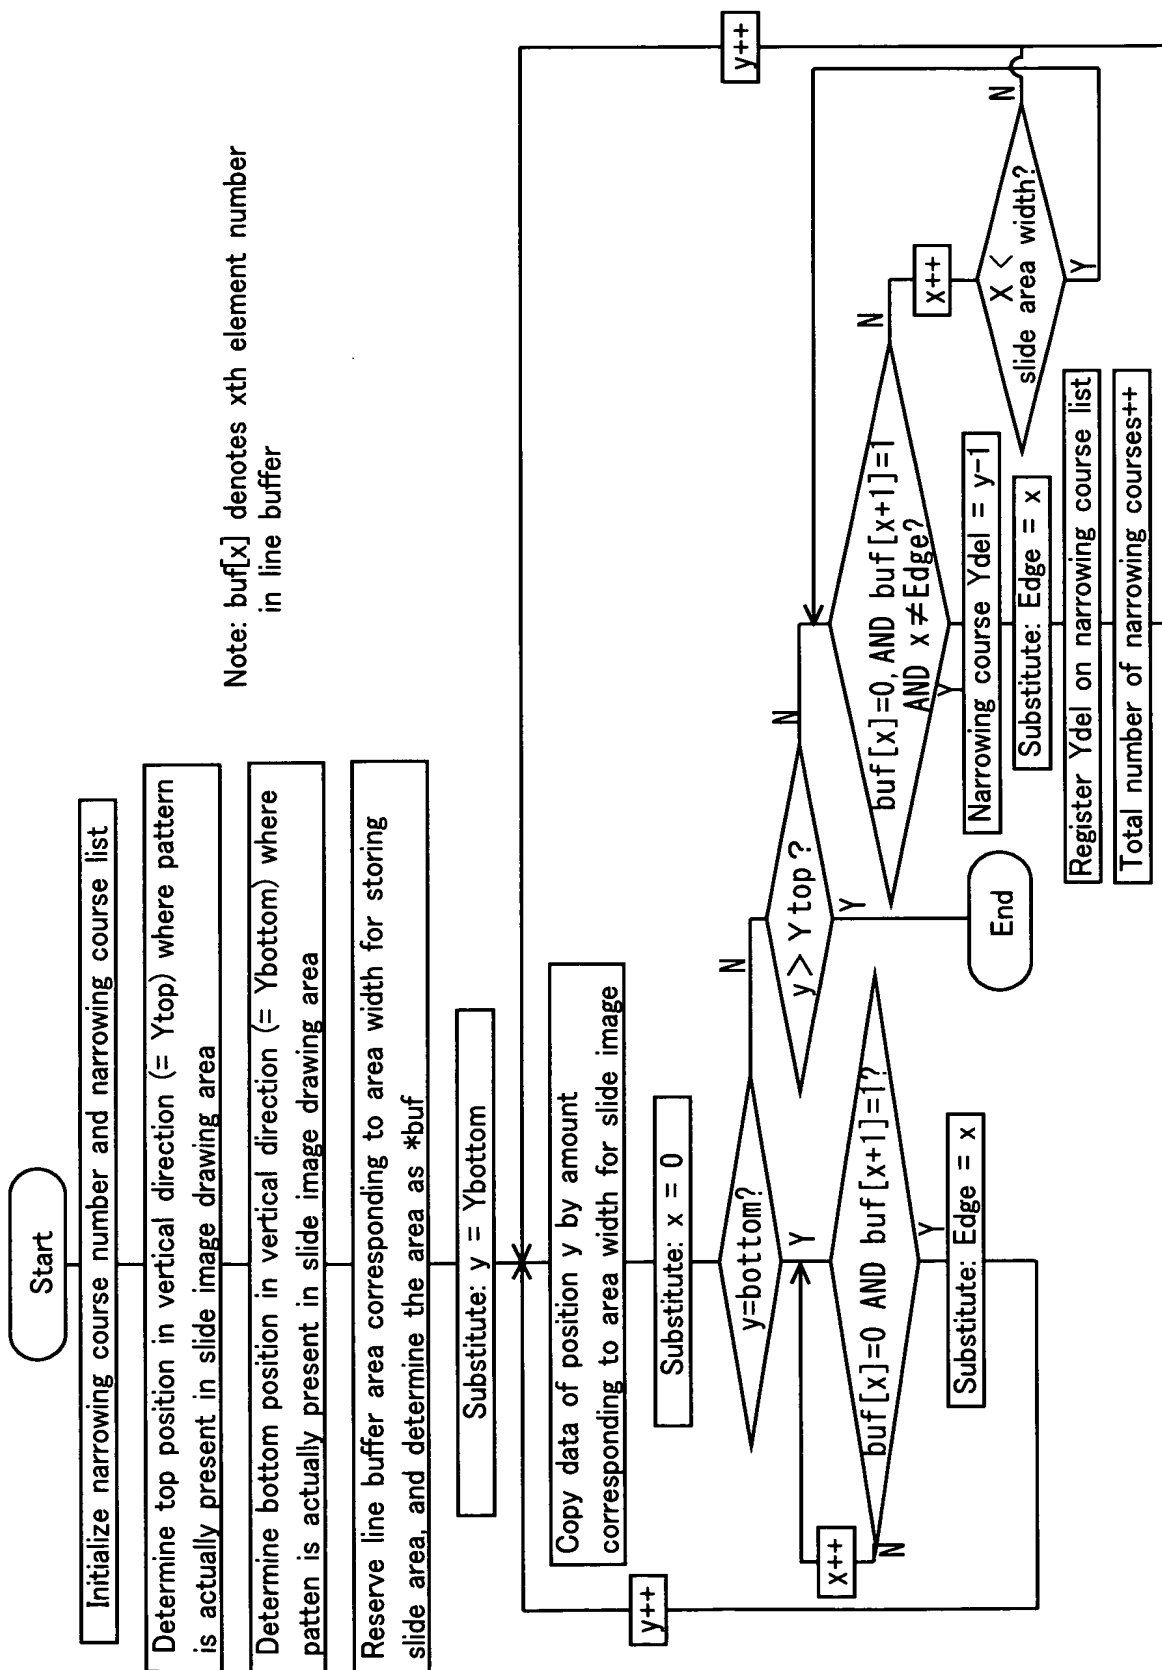 Start
Initialize narrowing course number and narrowing course list
Determine top position in vertical direction (= Ytop) where pattern
is actually present in slide image drawing area
Determine bottom position in vertical direction (= Ybottom) where
patten is actually present in slide image drawing area
Reserve line buffer area corresponding to area width for storing
slide area, and determine the area as *buf
Note: buf[x] denotes xth element number
in line buffer
Substitute: y = Ybottom
Copy data of position y by amount
corresponding to area width for slide image
Substitute: x = 0
y=bottom?
N
Y
y > Y top?
N
Y
End
buf[x]=0 AND buf[x+1]=1?
N
x++
Y
Substitute: Edge = x
y++
buf[x]=0, AND buf[x+1]=1
AND x≠Edge?
N
Y
x++
X <
slide area width?
N
Y
Narrowing course Ydel = y-1
Substitute: Edge = x
Register Ydel on narrowing course list
Total number of narrowing courses++
y++